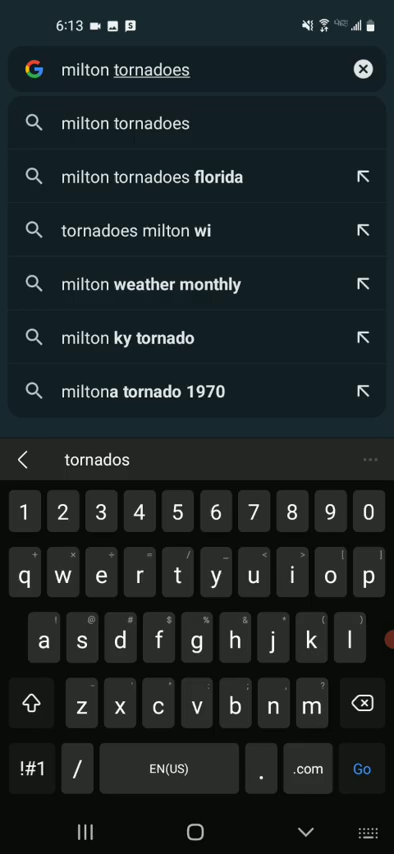 6:13
milton tornadoes
milton tornadoes
milton tornadoes florida
tornadoes milton wi
milton weather monthly
milton ky tornado
miltona tornado 1970
tornados
1 2 3 4 5 6 7 8 9 0
+ × ÷ = / _ < > [ ]
q w e r t y u i o p
! @ # $ % ^ & * ( )
a s d f g h j k l
- ' " : ; , ?
z x c v b n m
!#1 / EN(US) . .com Go